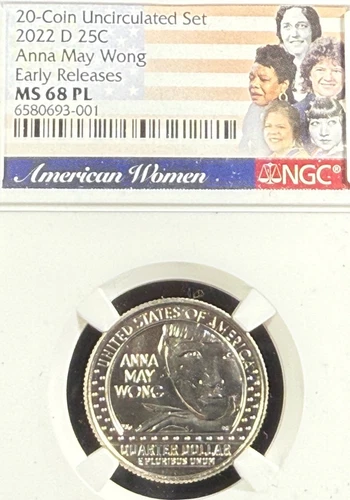 20-Coin Uncirculated Set
2022 D 25C
Anna May Wong
Early Releases
MS 68 PL
6580693-001
American Women
NGC®
UNITED STATES OF AMERICA
ANNA
MAY
WONG
QUARTER DOLLAR
E PLURIBUS UNUM